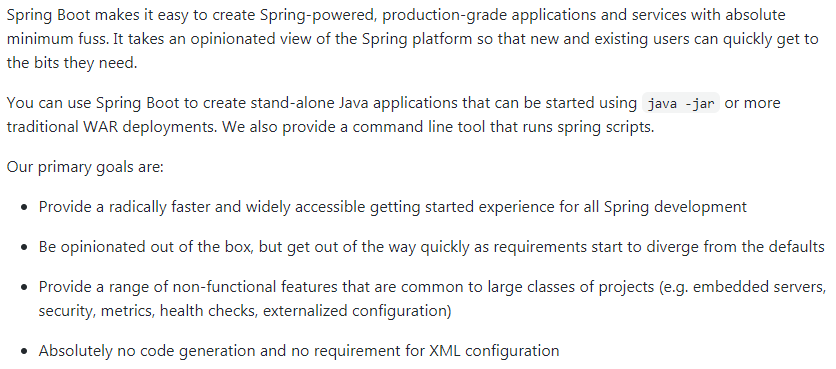 Spring Boot makes it easy to create Spring-powered, production-grade applications and services with absolute
minimum fuss. It takes an opinionated view of the Spring platform so that new and existing users can quickly get to
the bits they need.
You can use Spring Boot to create stand-alone Java applications that can be started using java -jar or more
traditional WAR deployments. We also provide a command line tool that runs spring scripts.
Our primary goals are:
• Provide a radically faster and widely accessible getting started experience for all Spring development
• Be opinionated out of the box, but get out of the way quickly as requirements start to diverge from the defaults
• Provide a range of non-functional features that are common to large classes of projects (e.g. embedded servers,
security, metrics, health checks, externalized configuration)
• Absolutely no code generation and no requirement for XML configuration